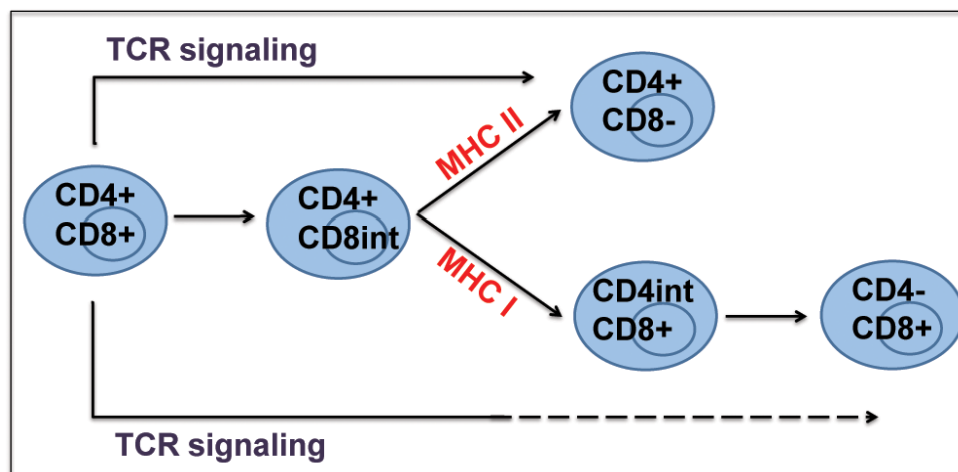 TCR signaling
CD4+
CD8-
MHC II
CD4+
CD8+
CD4+
CD8int
MHC I
CD4int
CD8+
CD4-
CD8+
TCR signaling